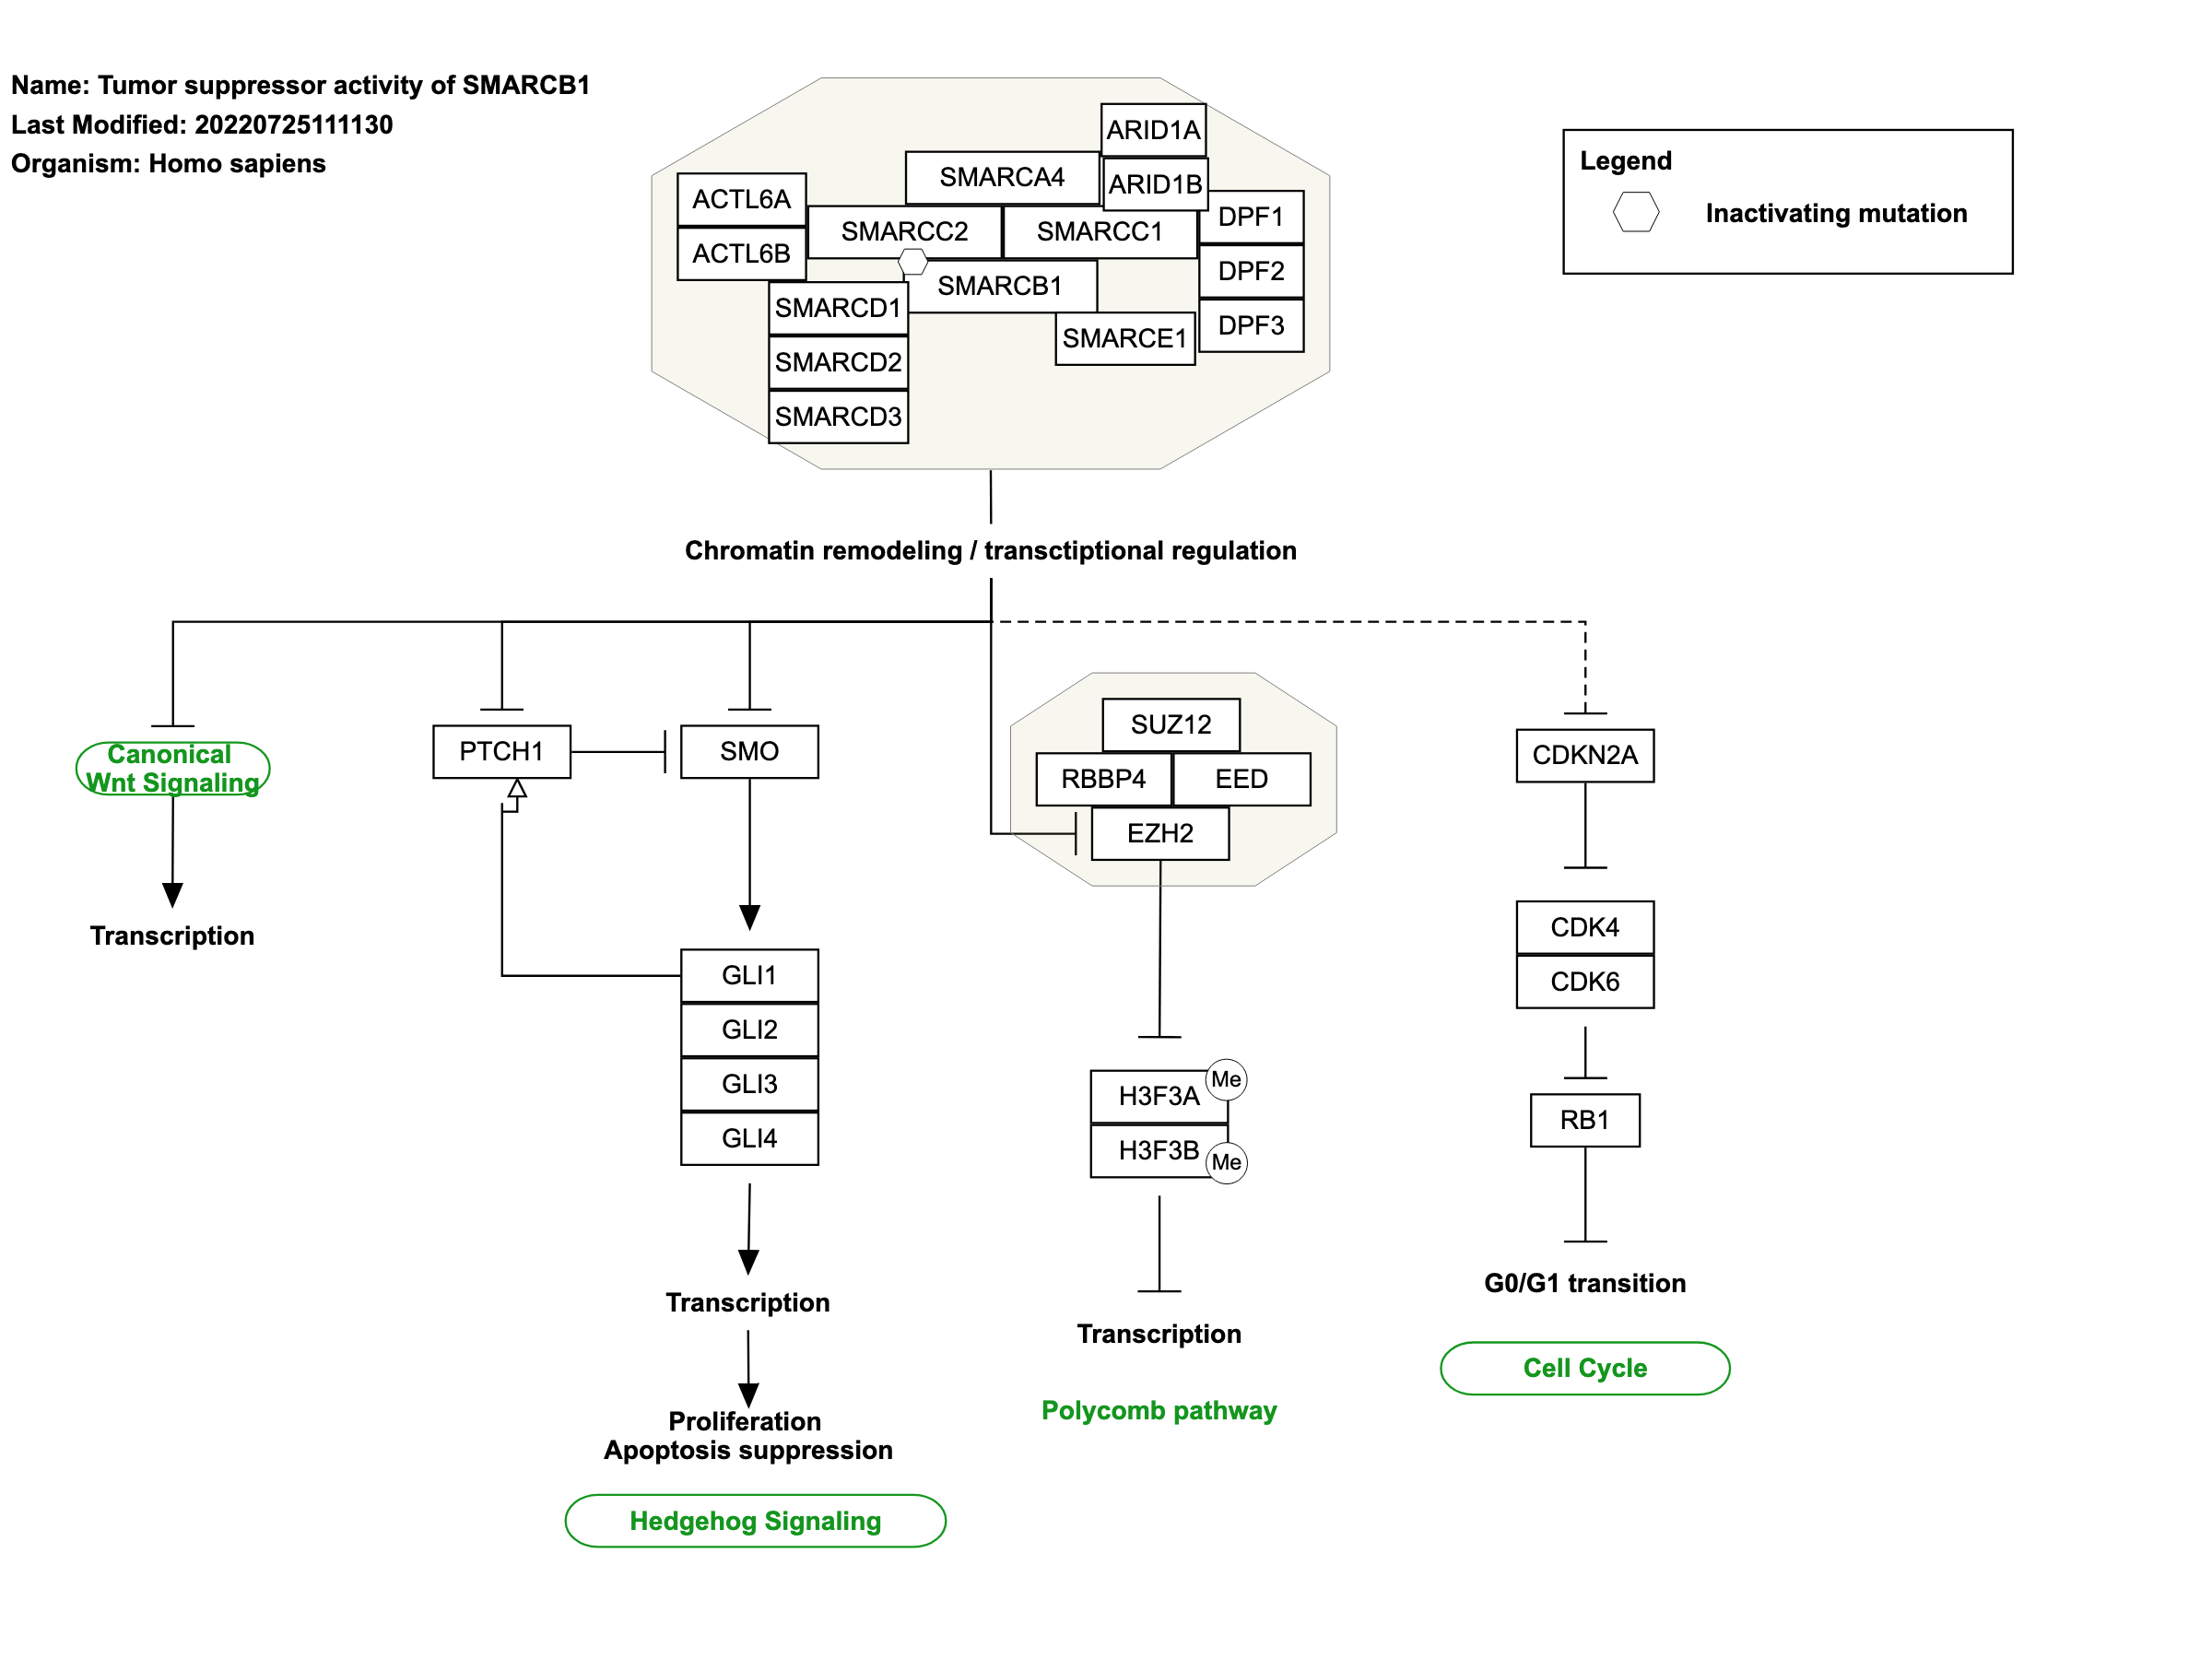 Name: Tumor suppressor activity of SMARCB1
Last Modified: 20220725111130
Organism: Homo sapiens
ARID1A
SMARCA4
ARID1B
ACTL6A
DPF1
SMARCC2
SMARCC1
ACTL6B
DPF2
SMARCB1
SMARCD1
DPF3
SMARCE1
SMARCD2
SMARCD3
Legend
Inactivating mutation
Chromatin remodeling / transctiptional regulation
Canonical
Wnt Signaling
Transcription
PTCH1
SMO
GLI1
GLI2
GLI3
GLI4
Transcription
Proliferation
Apoptosis suppression
Hedgehog Signaling
SUZ12
RBBP4
EED
EZH2
H3F3A
Me
H3F3B
Me
Transcription
Polycomb pathway
CDKN2A
CDK4
CDK6
RB1
G0/G1 transition
Cell Cycle